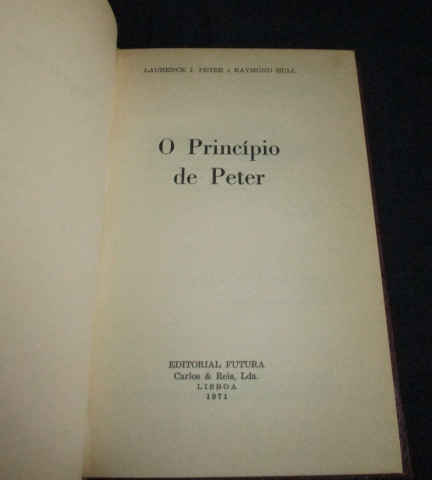 LAURENCE J. PETER e RAYMOND HULL
O Princípio
de Peter
EDITORIAL FUTURA
Carlos & Reis, Lda.
LISBOA
1971